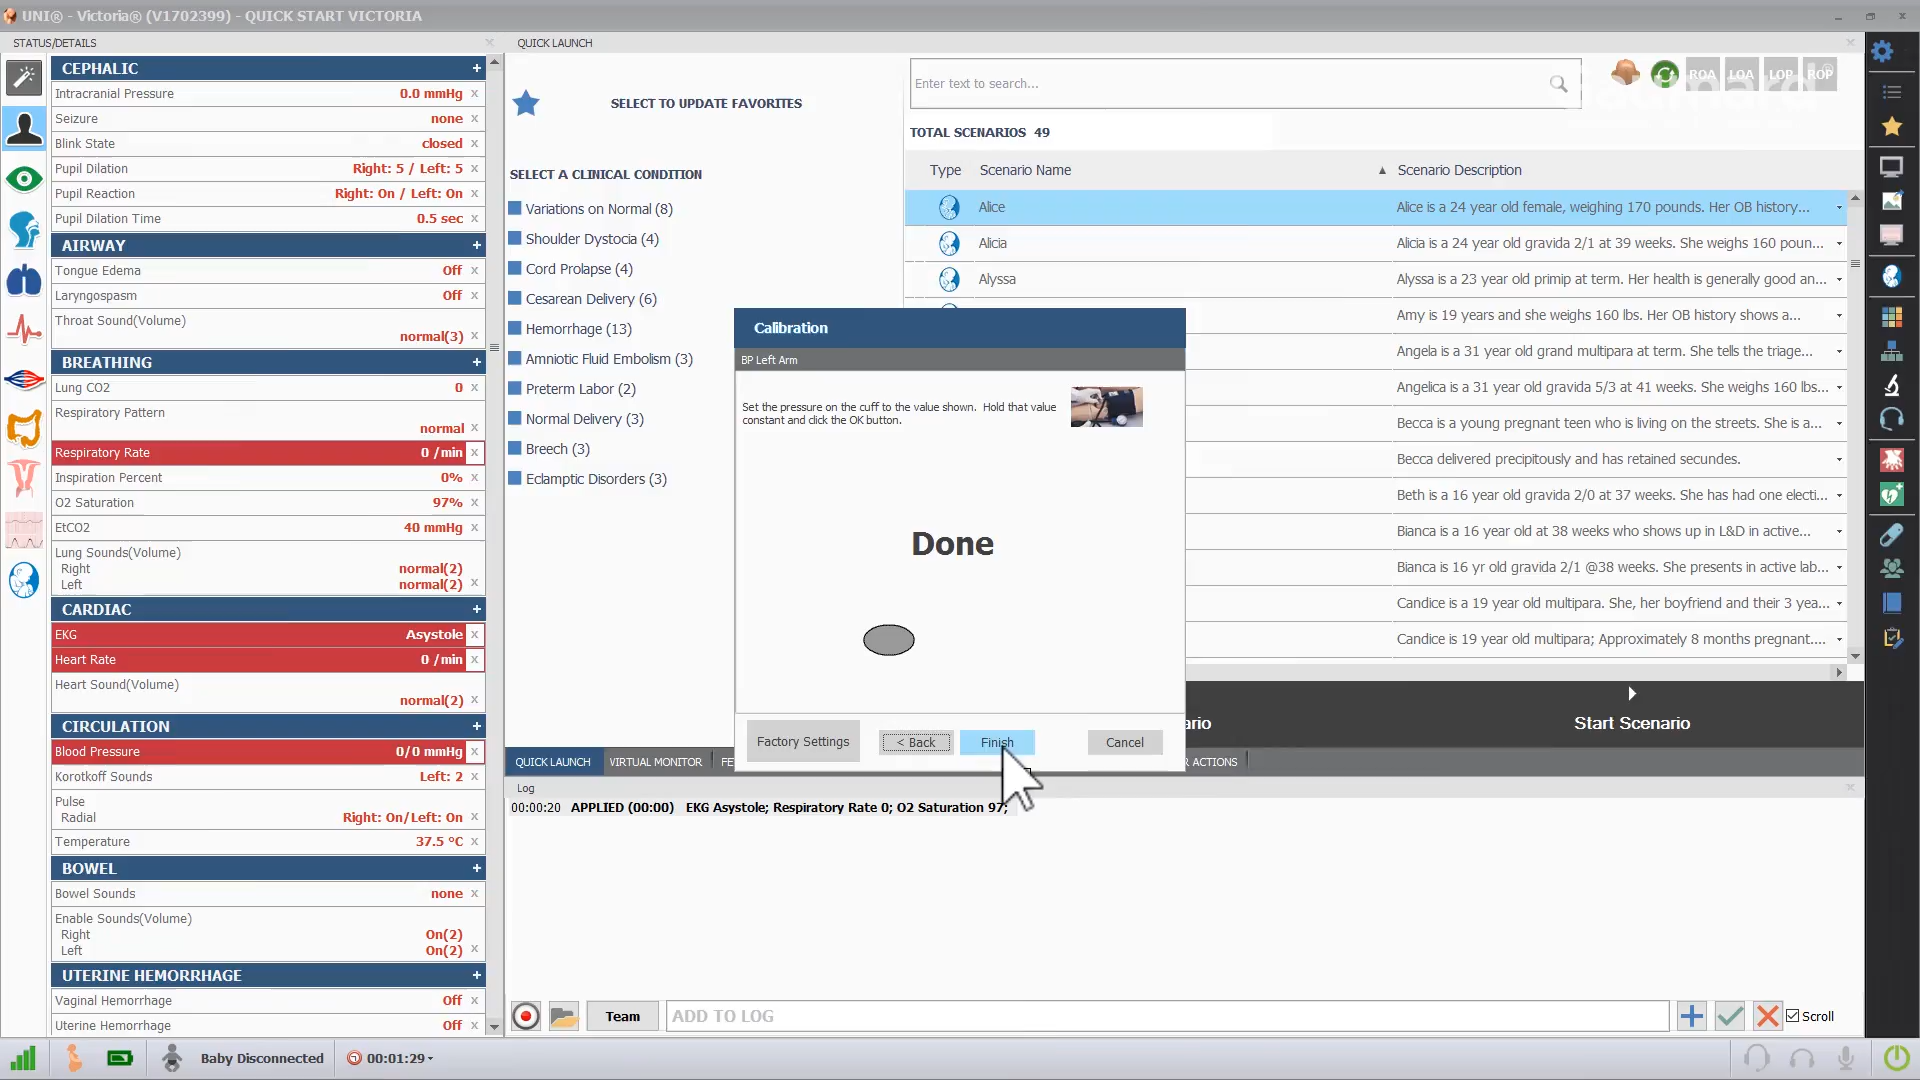 UNI® - Victoria® (V1702399) - QUICK START VICTORIA
STATUS/DETAILS
CEPHALIC +
Intracranial Pressure 0.0 mmHg x
Seizure none x
Blink State closed x
Pupil Dilation Right: 5 / Left: 5 x
Pupil Reaction Right: On / Left: On x
Pupil Dilation Time 0.5 sec x
AIRWAY +
Tongue Edema Off x
Laryngospasm Off x
Throat Sound(Volume)
normal(3) x
BREATHING +
Lung CO2 0 x
Respiratory Pattern
normal x
Respiratory Rate 0 /min x
Inspiration Percent 0% x
O2 Saturation 97% x
EtCO2 40 mmHg x
Lung Sounds(Volume)
Right normal(2)
Left normal(2) x
CARDIAC +
EKG Asystole x
Heart Rate 0 /min x
Heart Sound(Volume)
normal(2) x
CIRCULATION +
Blood Pressure 0/0 mmHg x
Korotkoff Sounds Left: 2 x
Pulse
Radial Right: On/Left: On x
Temperature 37.5 °C x
BOWEL +
Bowel Sounds none x
Enable Sounds(Volume)
Right On(2)
Left On(2) x
UTERINE HEMORRHAGE +
Vaginal Hemorrhage Off x
Uterine Hemorrhage Off x
QUICK LAUNCH
SELECT TO UPDATE FAVORITES
SELECT A CLINICAL CONDITION
Variations on Normal (8)
Shoulder Dystocia (4)
Cord Prolapse (4)
Cesarean Delivery (6)
Hemorrhage (13)
Amniotic Fluid Embolism (3)
Preterm Labor (2)
Normal Delivery (3)
Breech (3)
Eclamptic Disorders (3)
Enter text to search...
ROA LOA LOP ROP
TOTAL SCENARIOS 49
Type Scenario Name Scenario Description
Alice Alice is a 24 year old female, weighing 170 pounds. Her OB history...
Alicia Alicia is a 24 year old gravida 2/1 at 39 weeks. She weighs 160 poun...
Alyssa Alyssa is a 23 year old primip at term. Her health is generally good an...
Amy is 19 years and she weighs 160 lbs. Her OB history shows a...
Angela is a 31 year old grand multipara at term. She tells the triage...
Angelica is a 31 year old gravida 5/3 at 41 weeks. She weighs 160 lbs...
Becca is a young pregnant teen who is living on the streets. She is a...
Becca delivered precipitously and has retained secundes.
Beth is a 16 year old gravida 2/0 at 37 weeks. She has had one electi...
Bianca is a 16 year old at 38 weeks who shows up in L&D in active...
Bianca is 16 yr old gravida 2/1 @38 weeks. She presents in active lab...
Candice is a 19 year old multipara. She, her boyfriend and their 3 yea...
Candice is 19 year old multipara; Approximately 8 months pregnant....
Calibration
BP Left Arm
Set the pressure on the cuff to the value shown. Hold that value
constant and click the OK button.
Done
Factory Settings < Back Finish Cancel
ario Start Scenario
QUICK LAUNCH VIRTUAL MONITOR FE R ACTIONS
Log
00:00:20 APPLIED (00:00) EKG Asystole; Respiratory Rate 0; O2 Saturation 97;
Team ADD TO LOG Scroll
Baby Disconnected 00:01:29